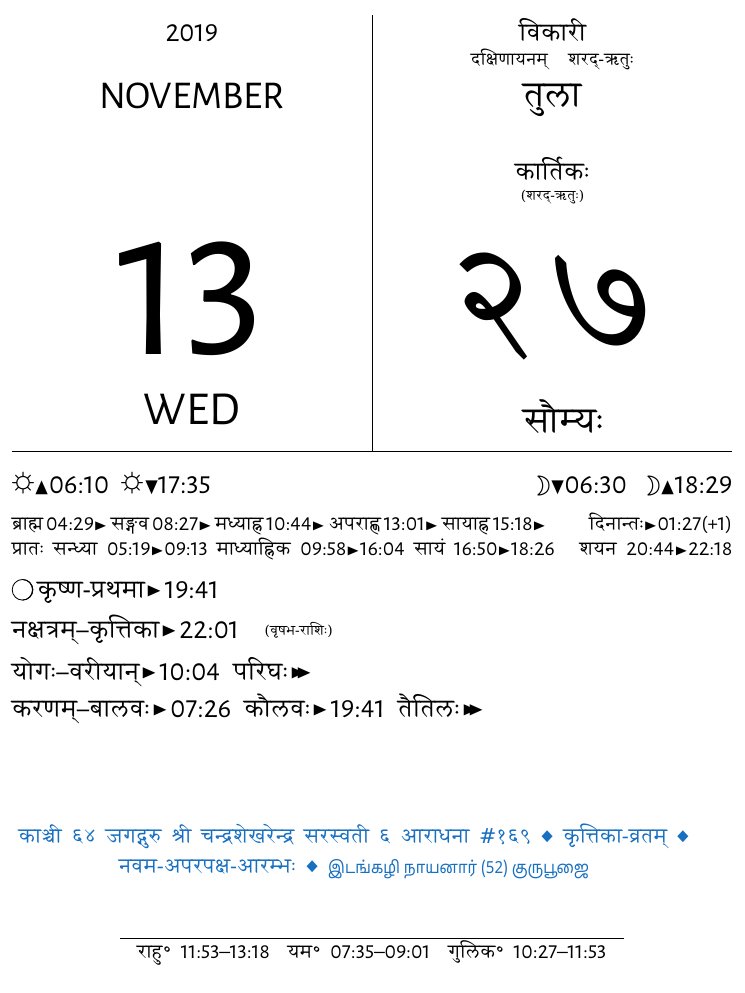 2019
NOVEMBER
13
WED
विकारी
दक्षिणायनम् शरद्-ऋतुः
तुला
कार्तिकः
(शरद्-ऋतुः)
२७
सौम्यः
☼▲06:10 ☼▼17:35 ☽▼06:30 ☽▲18:29
ब्राह्म 04:29► सङ्गव 08:27► मध्याह्न 10:44► अपराह्ण 13:01► सायाह्न 15:18► दिनान्तः►01:27(+1)
प्रातः सन्ध्या 05:19►09:13 माध्याह्निक 09:58►16:04 सायं 16:50►18:26 शयन 20:44►22:18
◯ कृष्ण-प्रथमा►19:41
नक्षत्रम्–कृत्तिका►22:01 (वृषभ-राशिः)
योगः–वरीयान्►10:04 परिघः►►
करणम्–बालवः►07:26 कौलवः►19:41 तैतिलः►►
काञ्ची ६४ जगद्गुरु श्री चन्द्रशेखरेन्द्र सरस्वती ६ आराधना #१६९ ◆ कृत्तिका-व्रतम् ◆
नवम-अपरपक्ष-आरम्भः ◆ இடங்கழி நாயனார் (52) குருபூஜை
राहु॰ 11:53–13:18 यम॰ 07:35–09:01 गुलिक॰ 10:27–11:53